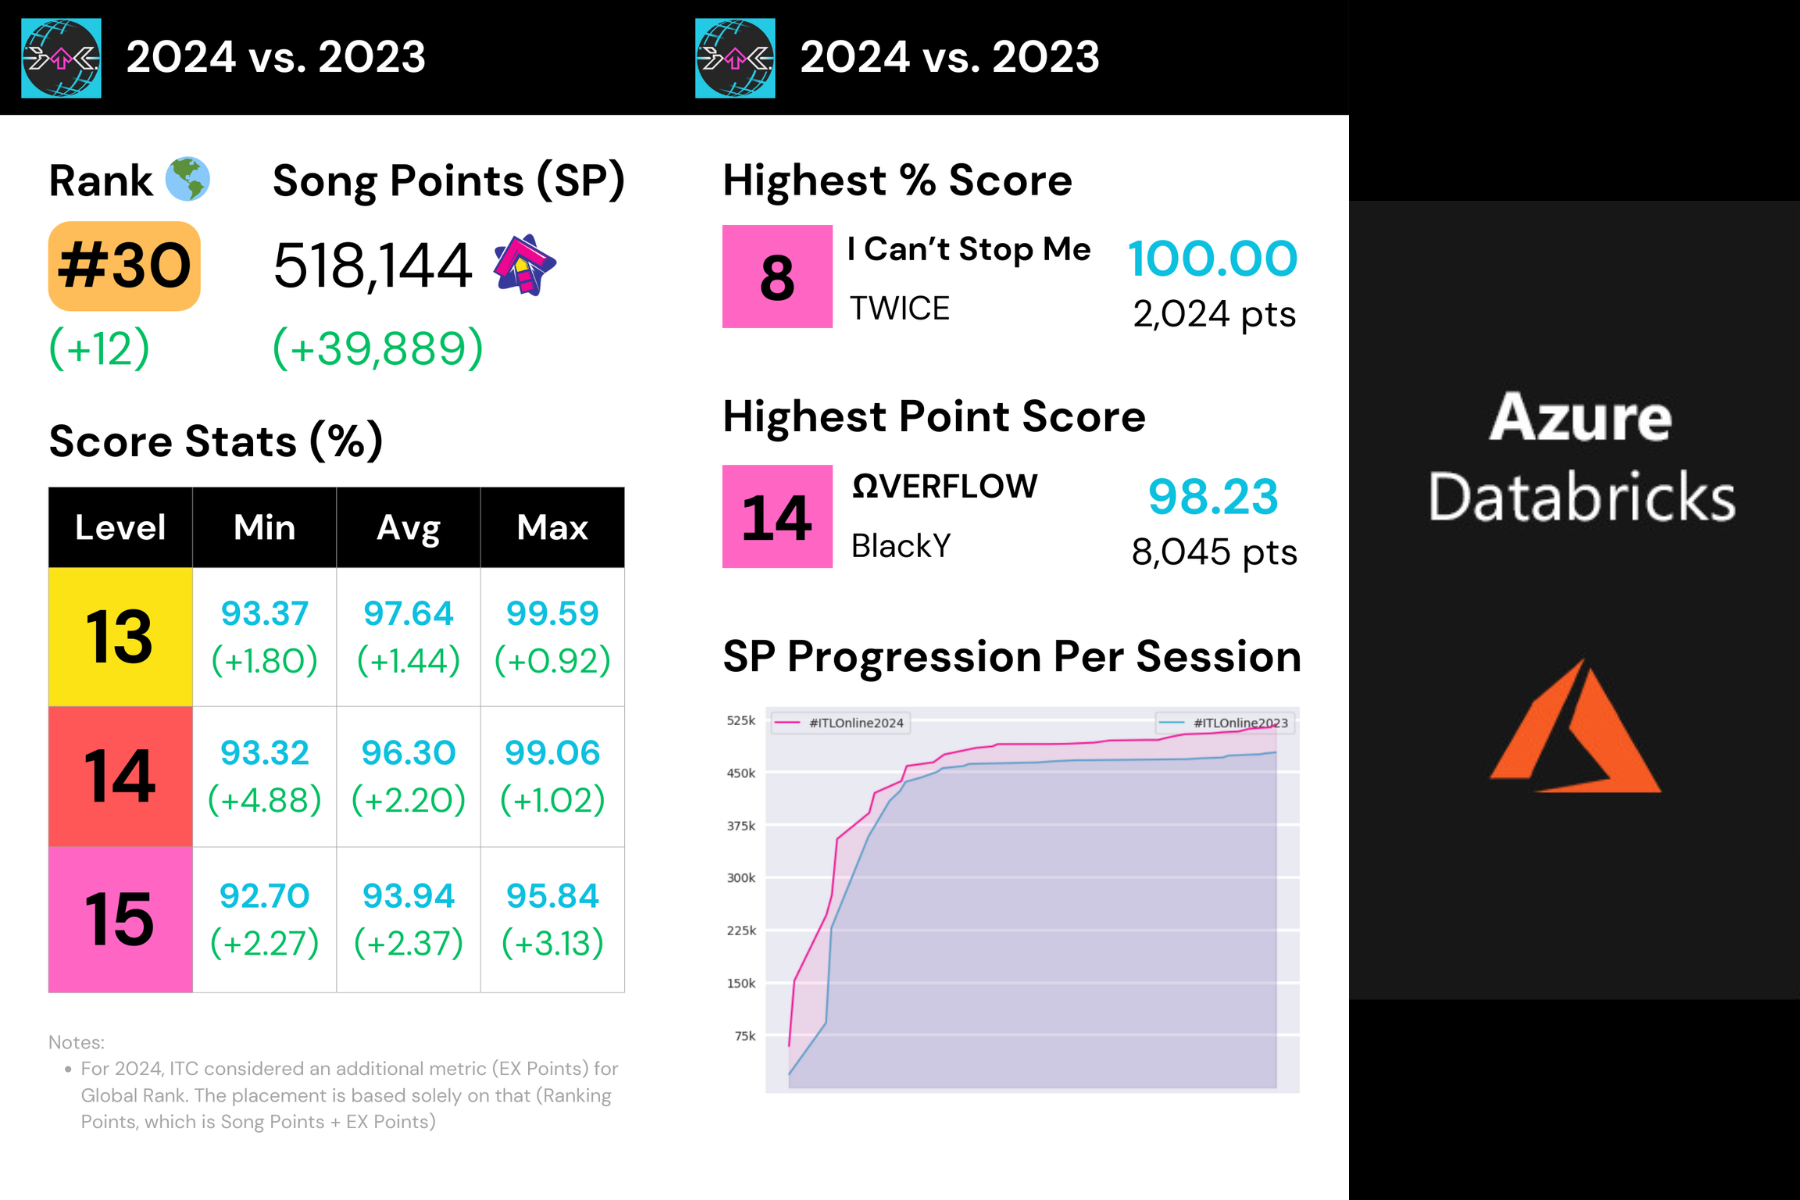 2024 vs. 2023
Rank
Song Points (SP)
#30
518,144
(+12)
(+39,889)
Score Stats (%)
Level Min Avg Max
13 93.37 97.64 99.59
(+1.80) (+1.44) (+0.92)
14 93.32 96.30 99.06
(+4.88) (+2.20) (+1.02)
15 92.70 93.94 95.84
(+2.27) (+2.37) (+3.13)
Notes:
• For 2024, ITC considered an additional metric (EX Points) for
Global Rank. The placement is based solely on that (Ranking
Points, which is Song Points + EX Points)
2024 vs. 2023
Highest % Score
8
I Can't Stop Me
TWICE
100.00
2,024 pts
Highest Point Score
14
ΩVERFLOW
BlackY
98.23
8,045 pts
SP Progression Per Session
#ITLOnline2024
#ITLOnline2023
525k
450k
375k
300k
225k
150k
75k
Azure
Databricks